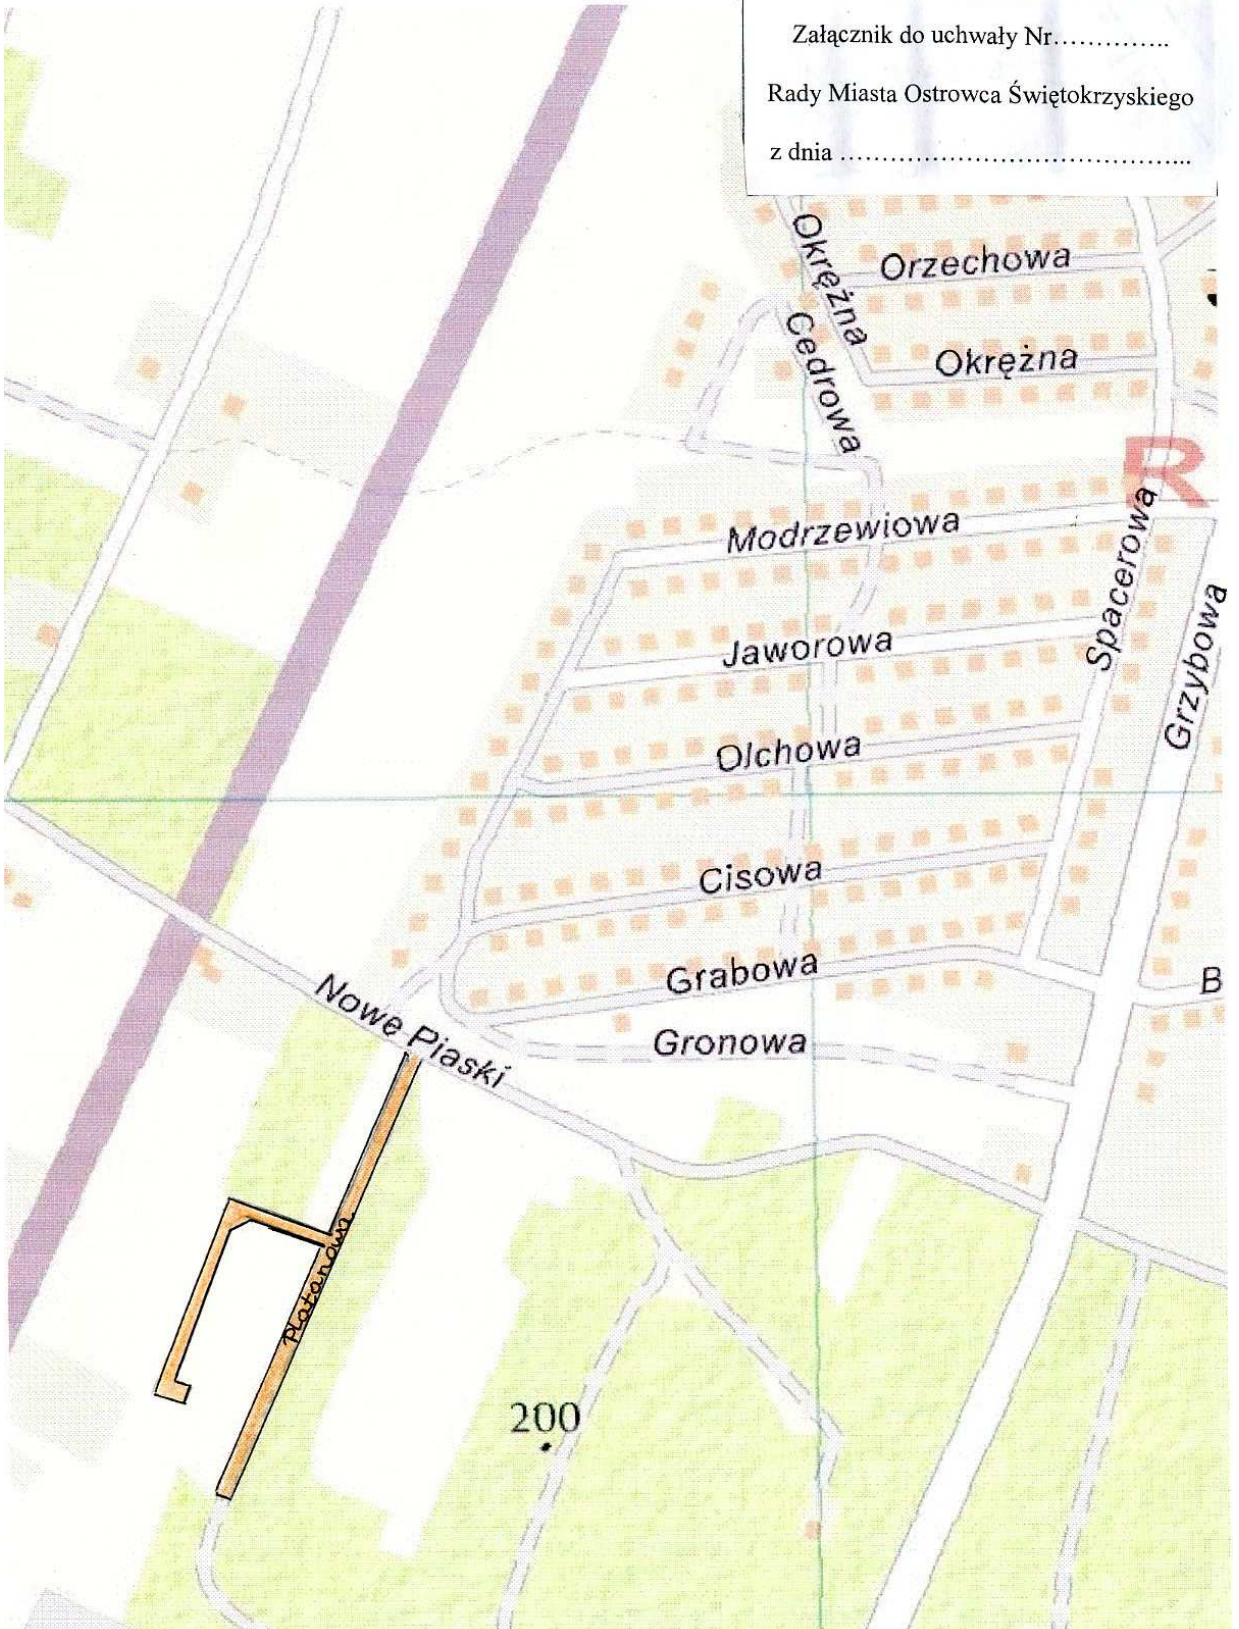 Załącznik do uchwały Nr..............
Rady Miasta Ostrowca Świętokrzyskiego
z dnia ..........................................
Okrężna
Orzechowa
Cedrowa
Okrężna
R
Modrzewiowa
Spacerowa
Jaworowa
Grzybowa
Olchowa
Cisowa
Grabowa
B
Nowe Piaski
Gronowa
Platanowa
200